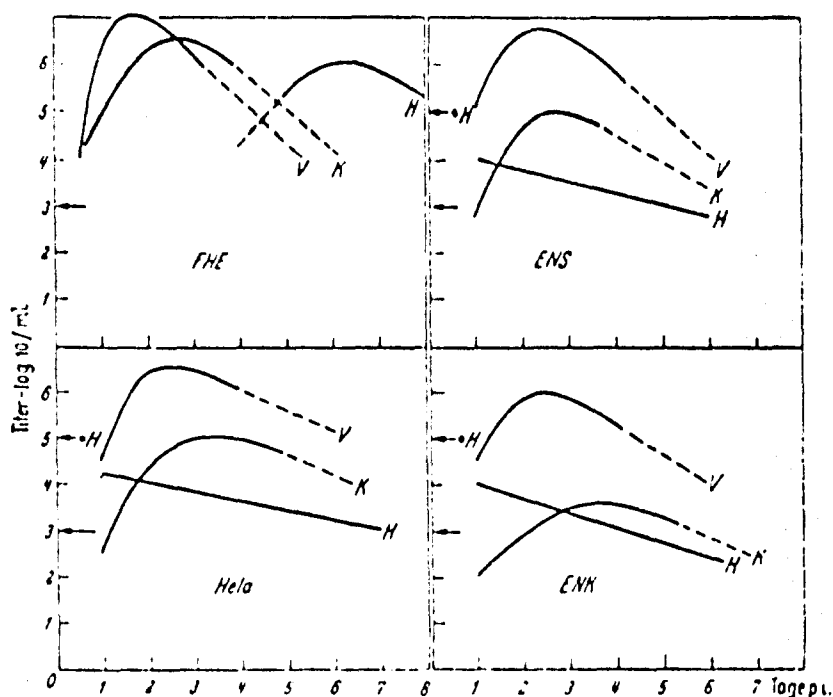 6
5 H
4 V K
3
2 FHE
1
•H
V
K
H
ENS
Titer-log 10/ml
6
5 •H V
4 K
3 H
2
Hela
1
•H
V
K
H
ENK
0 1 2 3 4 5 6 7 8 1 2 3 4 5 6 7 Tage p.i.